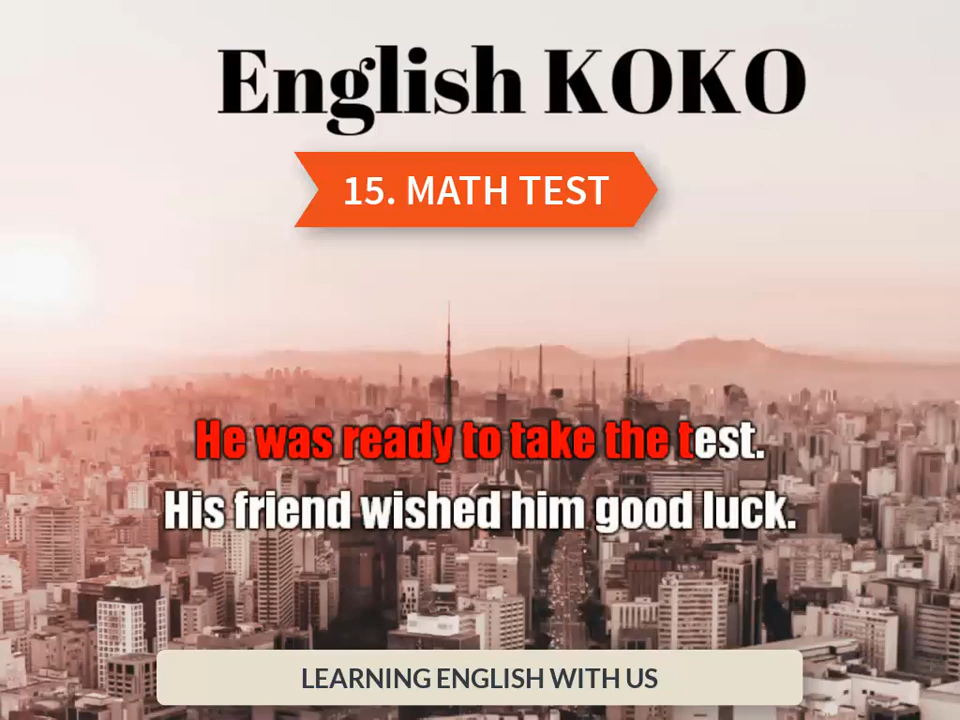 English KOKO
15. MATH TEST
He was ready to take the test.
His friend wished him good luck.
LEARNING ENGLISH WITH US